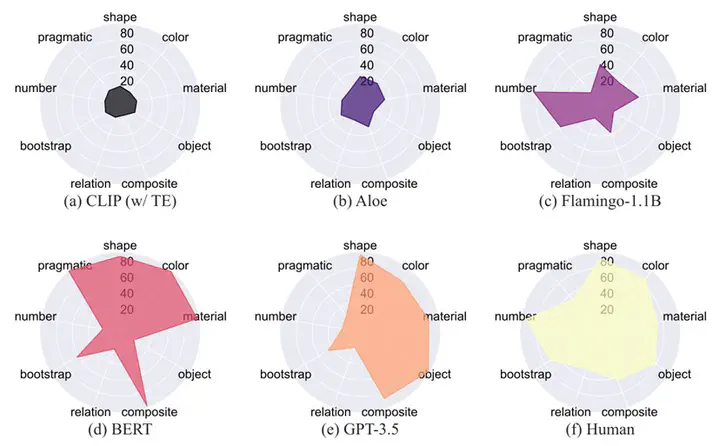 shape
80
60
40
20
pragmatic
color
number
material
bootstrap
object
relation
composite
(a) CLIP (w/ TE)
shape
80
60
40
20
pragmatic
color
number
material
bootstrap
object
relation
composite
(b) Aloe
shape
80
60
40
20
pragmatic
color
number
material
bootstrap
object
relation
composite
(c) Flamingo-1.1B
shape
80
60
40
20
pragmatic
color
number
material
bootstrap
object
relation
composite
(d) BERT
shape
80
60
40
20
pragmatic
color
number
material
bootstrap
object
relation
composite
(e) GPT-3.5
shape
80
60
40
20
pragmatic
color
number
material
bootstrap
object
relation
composite
(f) Human